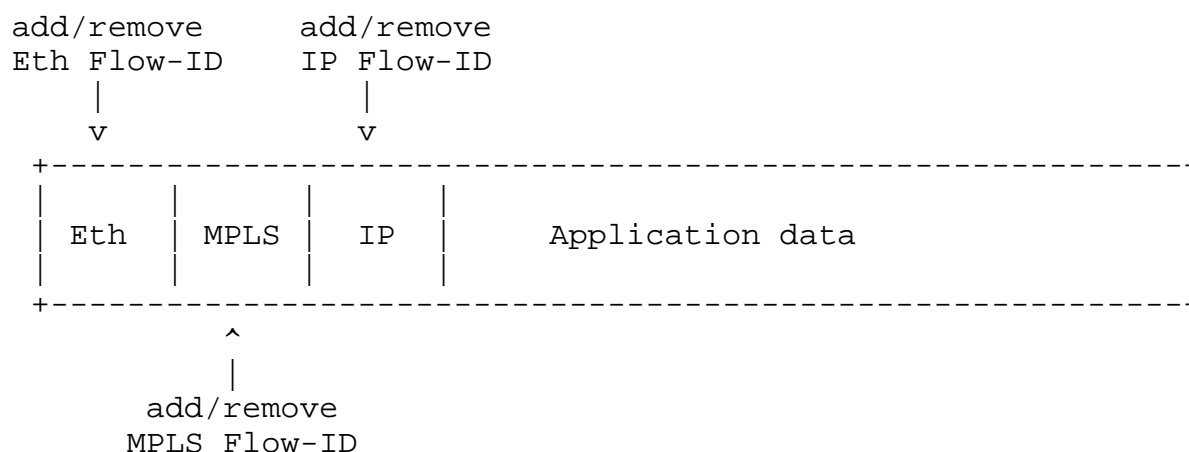 add/remove add/remove
Eth Flow-ID IP Flow-ID
| |
v v
+-------------------------------------------------------------
| | | |
| Eth | MPLS | IP | Application data
| | | |
+-------------------------------------------------------------
^
|
add/remove
MPLS Flow-ID